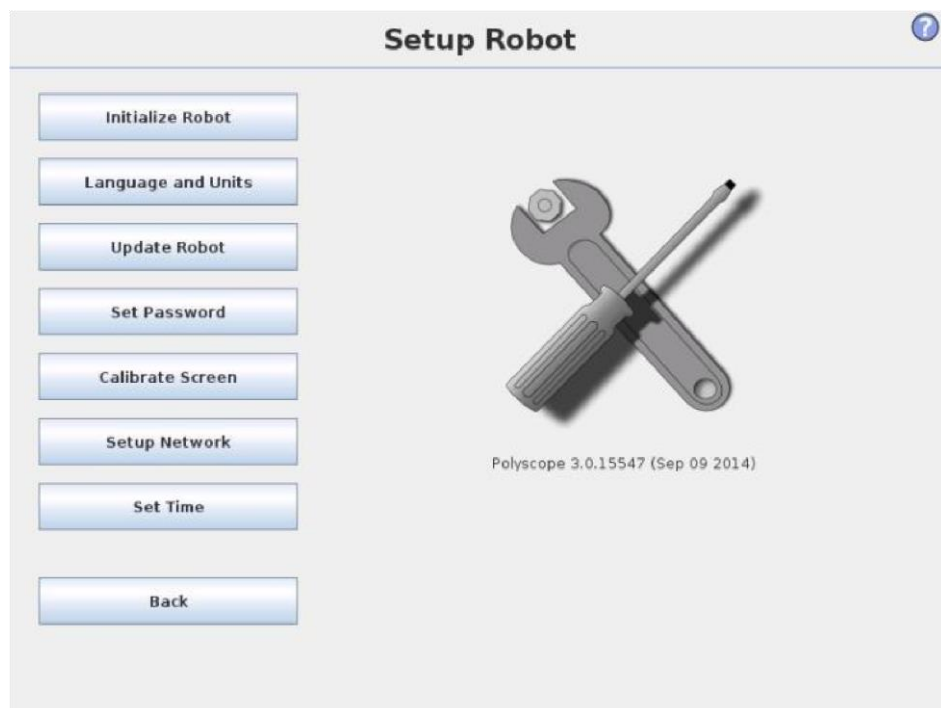 Setup Robot
?
Initialize Robot
Language and Units
Update Robot
Set Password
Calibrate Screen
Setup Network
Set Time
Back
Polyscope 3.0.15547 (Sep 09 2014)